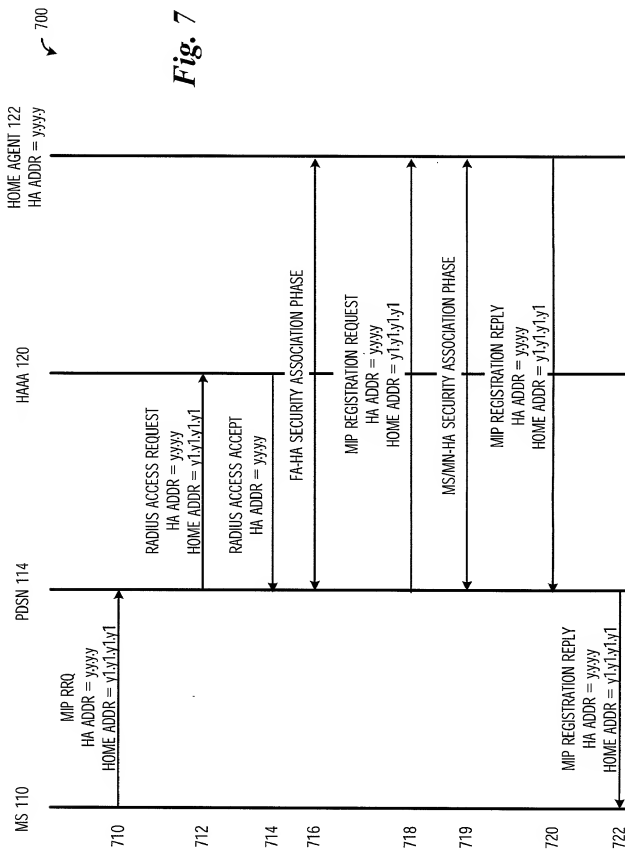 700
Fig. 7
MS 110
PDSN 114
HAAA 120
HOME AGENT 122
HA ADDR = y.y.y.y
710
MIP RRQ
HA ADDR = y.y.y.y
HOME ADDR = y1.y1.y1.y1
712
RADIUS ACCESS REQUEST
HA ADDR = y.y.y.y
HOME ADDR = y1.y1.y1.y1
714
RADIUS ACCESS ACCEPT
HA ADDR = y.y.y.y
716
FA-HA SECURITY ASSOCIATION PHASE
718
MIP REGISTRATION REQUEST
HA ADDR = y.y.y.y
HOME ADDR = y1.y1.y1.y1
719
MS/MN-HA SECURITY ASSOCIATION PHASE
720
MIP REGISTRATION REPLY
HA ADDR = y.y.y.y
HOME ADDR = y1.y1.y1.y1
722
MIP REGISTRATION REPLY
HA ADDR = y.y.y.y
HOME ADDR = y1.y1.y1.y1